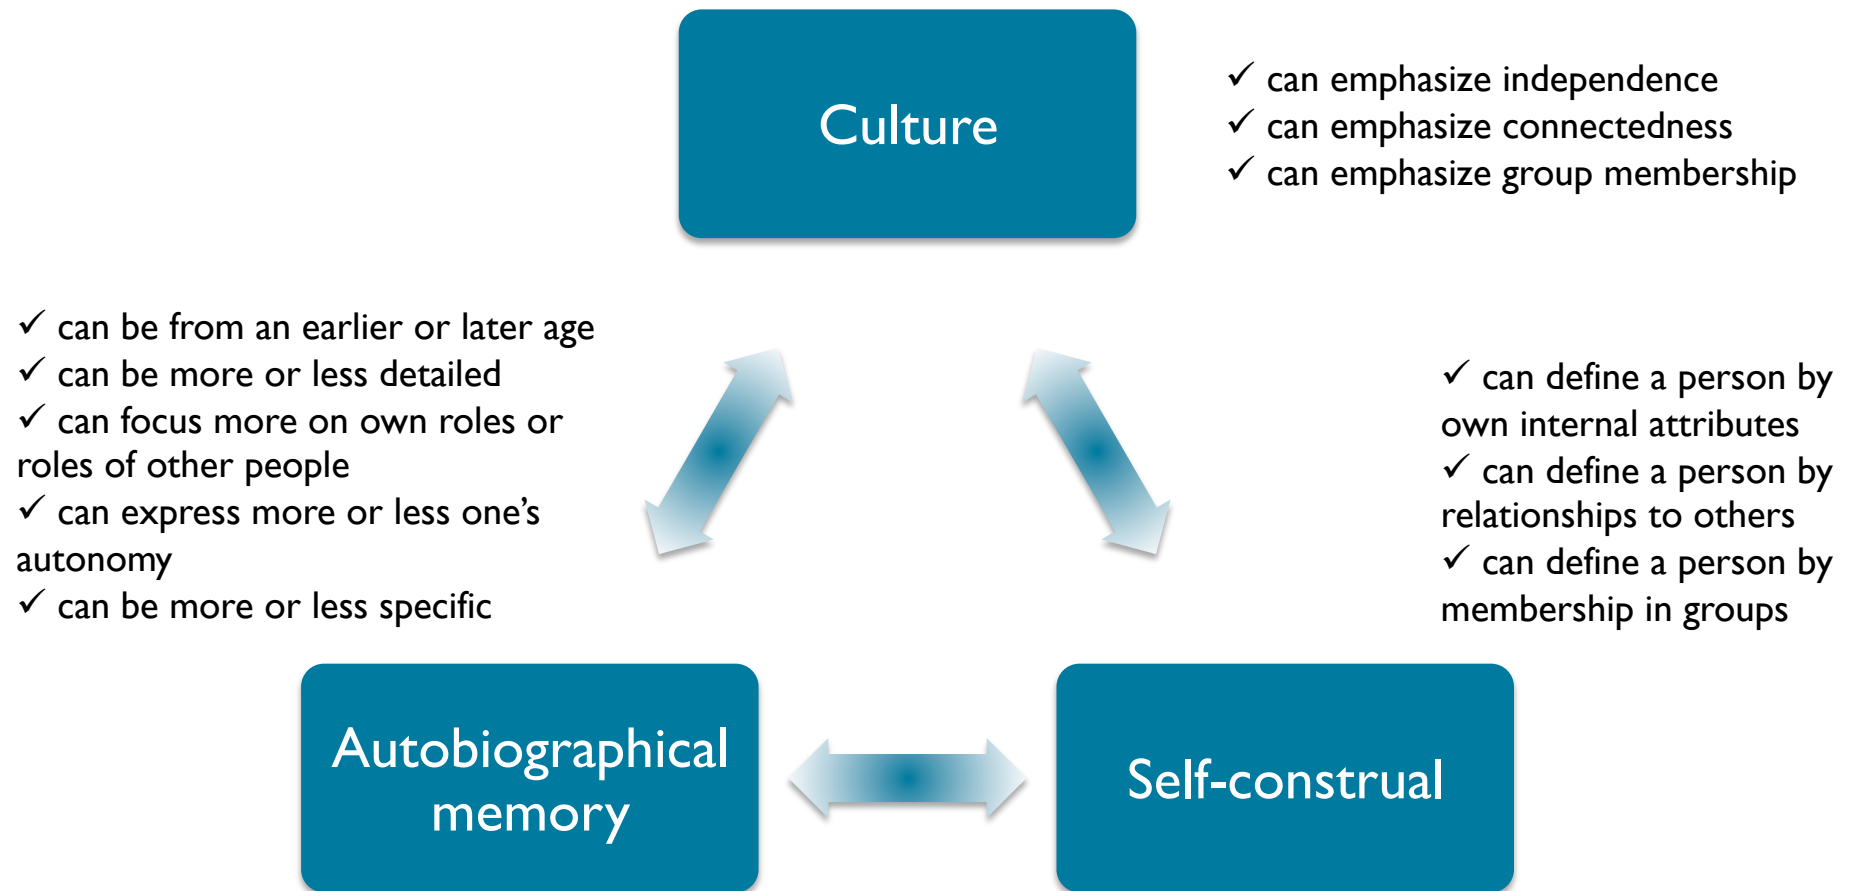 Culture
✓ can emphasize independence
✓ can emphasize connectedness
✓ can emphasize group membership
✓ can be from an earlier or later age
✓ can be more or less detailed
✓ can focus more on own roles or
roles of other people
✓ can express more or less one’s
autonomy
✓ can be more or less specific
✓ can define a person by
own internal attributes
✓ can define a person by
relationships to others
✓ can define a person by
membership in groups
Autobiographical
memory
Self-construal